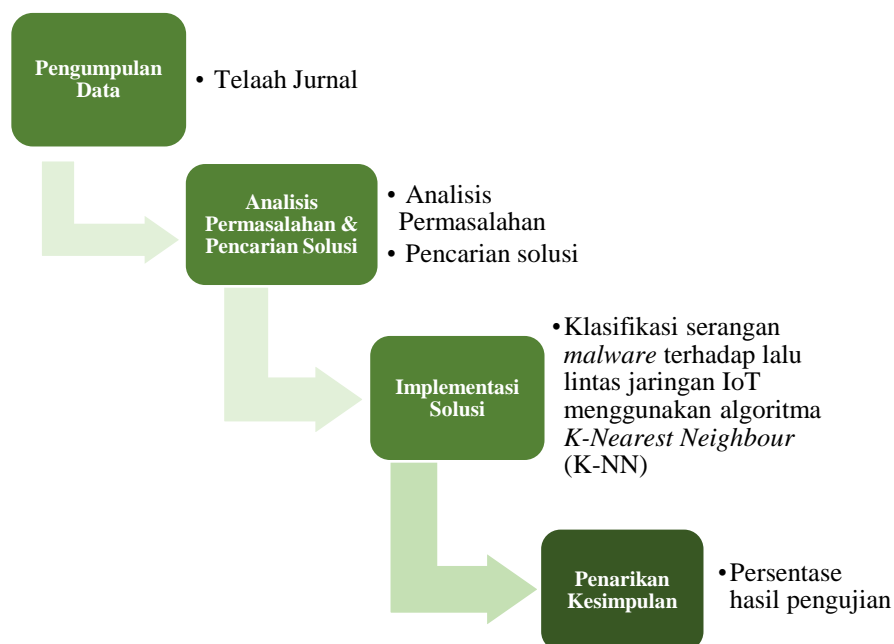 Pengumpulan
Data
• Telaah Jurnal
Analisis
Permasalahan &
Pencarian Solusi
• Analisis
Permasalahan
• Pencarian solusi
Implementasi
Solusi
•Klasifikasi serangan
malware terhadap lalu
lintas jaringan IoT
menggunakan algoritma
K-Nearest Neighbour
(K-NN)
Penarikan
Kesimpulan
•Persentase
hasil pengujian